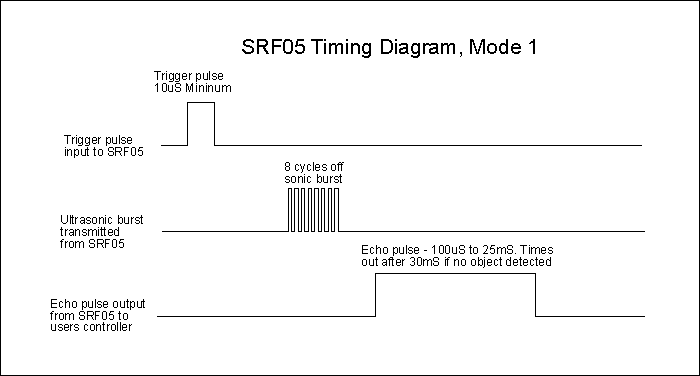 SRF05 Timing Diagram, Mode 1
Trigger pulse
10uS Mininum
Trigger pulse
input to SRF05
8 cycles off
sonic burst
Ultrasonic burst
transmitted
from SRF05
Echo pulse - 100uS to 25mS. Times
out after 30mS if no object detected
Echo pulse output
from SRF05 to
users controller